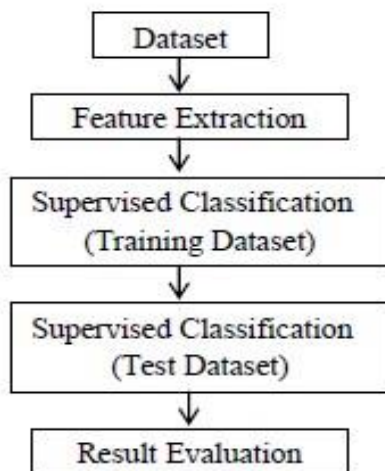 Dataset
Feature Extraction
Supervised Classification
(Training Dataset)
Supervised Classification
(Test Dataset)
Result Evaluation